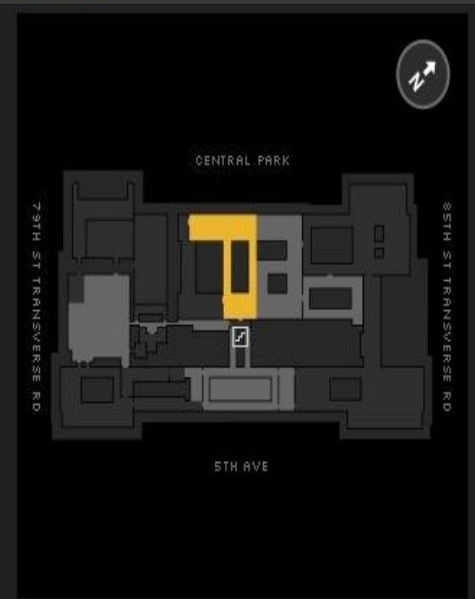 N
CENTRAL PARK
79TH ST TRANSVERSE RD
85TH ST TRANSVERSE RD
5TH AVE